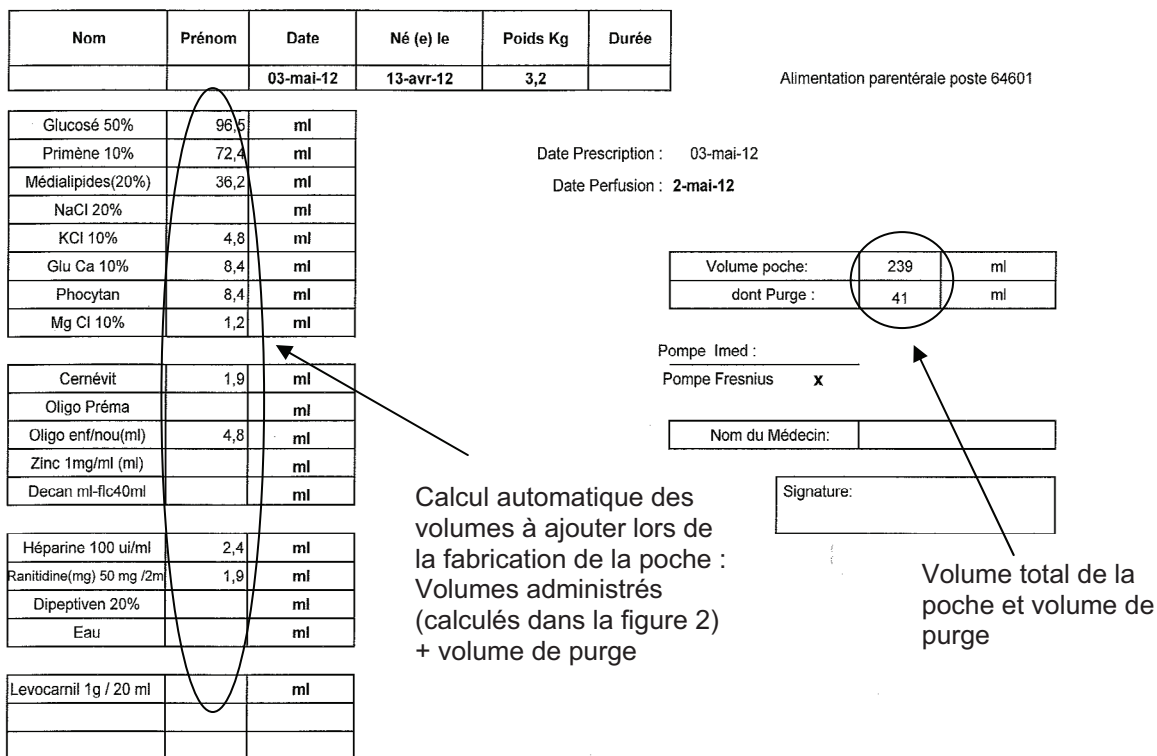 Nom Prénom Date Né (e) le Poids Kg Durée
03-mai-12 13-avr-12 3,2
Alimentation parentérale poste 64601
Glucosé 50% 96,5 ml
Primène 10% 72,4 ml
Médialipides(20%) 36,2 ml
NaCl 20% ml
KCl 10% 4,8 ml
Glu Ca 10% 8,4 ml
Phocytan 8,4 ml
Mg Cl 10% 1,2 ml
Date Prescription : 03-mai-12
Date Perfusion : 2-mai-12
Volume poche: 239 ml
dont Purge : 41 ml
Pompe Imed :
Pompe Fresnius x
Cernévit 1,9 ml
Oligo Préma ml
Oligo enf/nou(ml) 4,8 ml
Zinc 1mg/ml (ml) ml
Decan ml-flc40ml ml
Nom du Médecin:
Signature:
Héparine 100 ui/ml 2,4 ml
Ranitidine(mg) 50 mg /2m 1,9 ml
Dipeptiven 20% ml
Eau ml
Levocarnil 1g / 20 ml ml
Calcul automatique des
volumes à ajouter lors de
la fabrication de la poche :
Volumes administrés
(calculés dans la figure 2)
+ volume de purge
Volume total de la
poche et volume de
purge